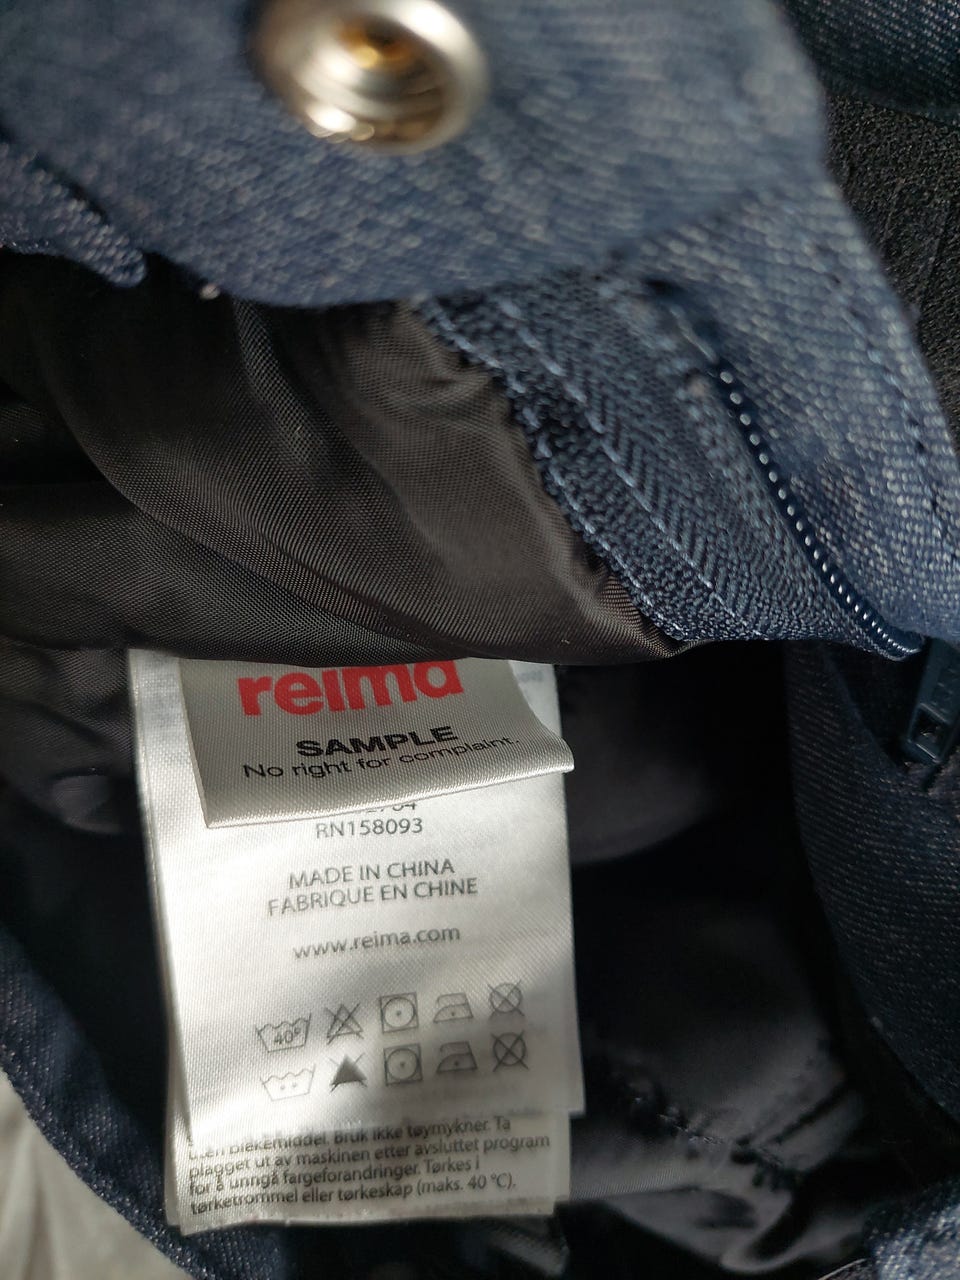 reima
SAMPLE
No right for complaint.
RN158093
MADE IN CHINA
FABRIQUE EN CHINE
www.reima.com
40°
blekemiddel. Bruk ikke tøymykner. Ta
plagget ut av maskinen etter avsluttet program
for å unngå fargeforandringer. Tørkes i
tørketrommel eller tørkeskap (maks. 40 °C).